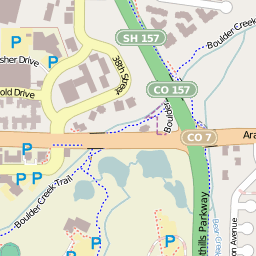 SH 157
Boulder Creek
P
sher Drive
P
38th Street
P
CO 157
old Drive
Boulder
P
CO 7
Ara
P
P
P
P
Boulder Creek Trail
thills Parkway
Bear Creek
on Avenue
P
P
P
P